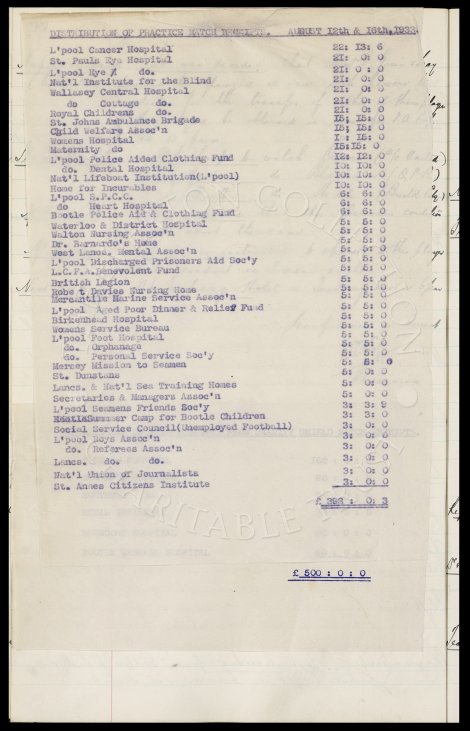 DISTRIBUTION OF PRACTICE MATCH RECEIPTS. AUGUST 12th & 16th, 1933.
L'pool Cancer Hospital 22: 13: 6
St. Pauls Eye Hospital 21: 0: 0
L'pool Eye & do. 21: 0 : 0
Nat'l Institute for the Blind 21: 0: 0
Wallasey Central Hospital 21: 0: 0
do Cottage do. 21: 0: 0
Royal Childrens do. 21: 0: 0
St. Johns Ambulance Brigade 15: 15: 0
Child Welfare Assoc'n 15: 15: 0
Womens Hospital 15: 0
Maternity do 15:15: 0
L'pool Police Aided Clothing Fund 12: 12: 0
do. Dental Hospital 10: 10: 0
Nat'l Lifeboat Institution(L'pool) 10: 10: 0
Home for Incurables 10: 10: 0
L'pool S.P.C.C. 6: 6: 0
do Heart Hospital 6: 6: 0
Bootle Police Aid & Clothing Fund 6: 6: 0
Waterloo & District Hospital 5: 5: 0
Walton Nursing Assoc'n 5: 5: 0
Dr. Barnardo's Home 5: 5: 0
West Lancs. Mental Assoc'n 5: 5: 0
L'pool Discharged Prisoners Aid Soc'y 5: 5: 0
L.C.F.A.Benevolent Fund 5: 5: 0
British Legion 5: 5: 0
Robe t Davies Nursing Home 5: 5: 0
Mercantile Marine Service Assoc'n 5: 5: 0
L'pool Aged Poor Dinner & Relief Fund 5: 5: 0
Birkenhead Hospital 5: 5: 0
Womens Service Bureau 5: 5: 0
L'pool Foot Hospital 5: 5: 0
do. Orphanage 5: 5: 0
do. Personal Service Soc'y 5: 5: 0
Mersey Mission to Seamen 5: 5: 0
St. Dunstans 5: 0: 0
Lancs. & Nat'l Sea Training Homes 5: 0: 0
Secretaries & Managers Assoc'n 5: 0: 0
L'pool Seamens Friends Soc'y 3: 3: 9
Summer Camp for Bootle Children 3: 3: 0
Social Service Council(Unemployed Football) 3: 0: 0
L'pool Boys Assoc'n 3: 0: 0
do. Referees Assoc'n 3: 0: 0
Lancs. do. do. 3: 0: 0
Nat'l Union of Journalists 3: 0: 0
St. Annes Citizens Institute 3: 0: 0
£ 393 : 0: 3
£ 500 : 0 : 0